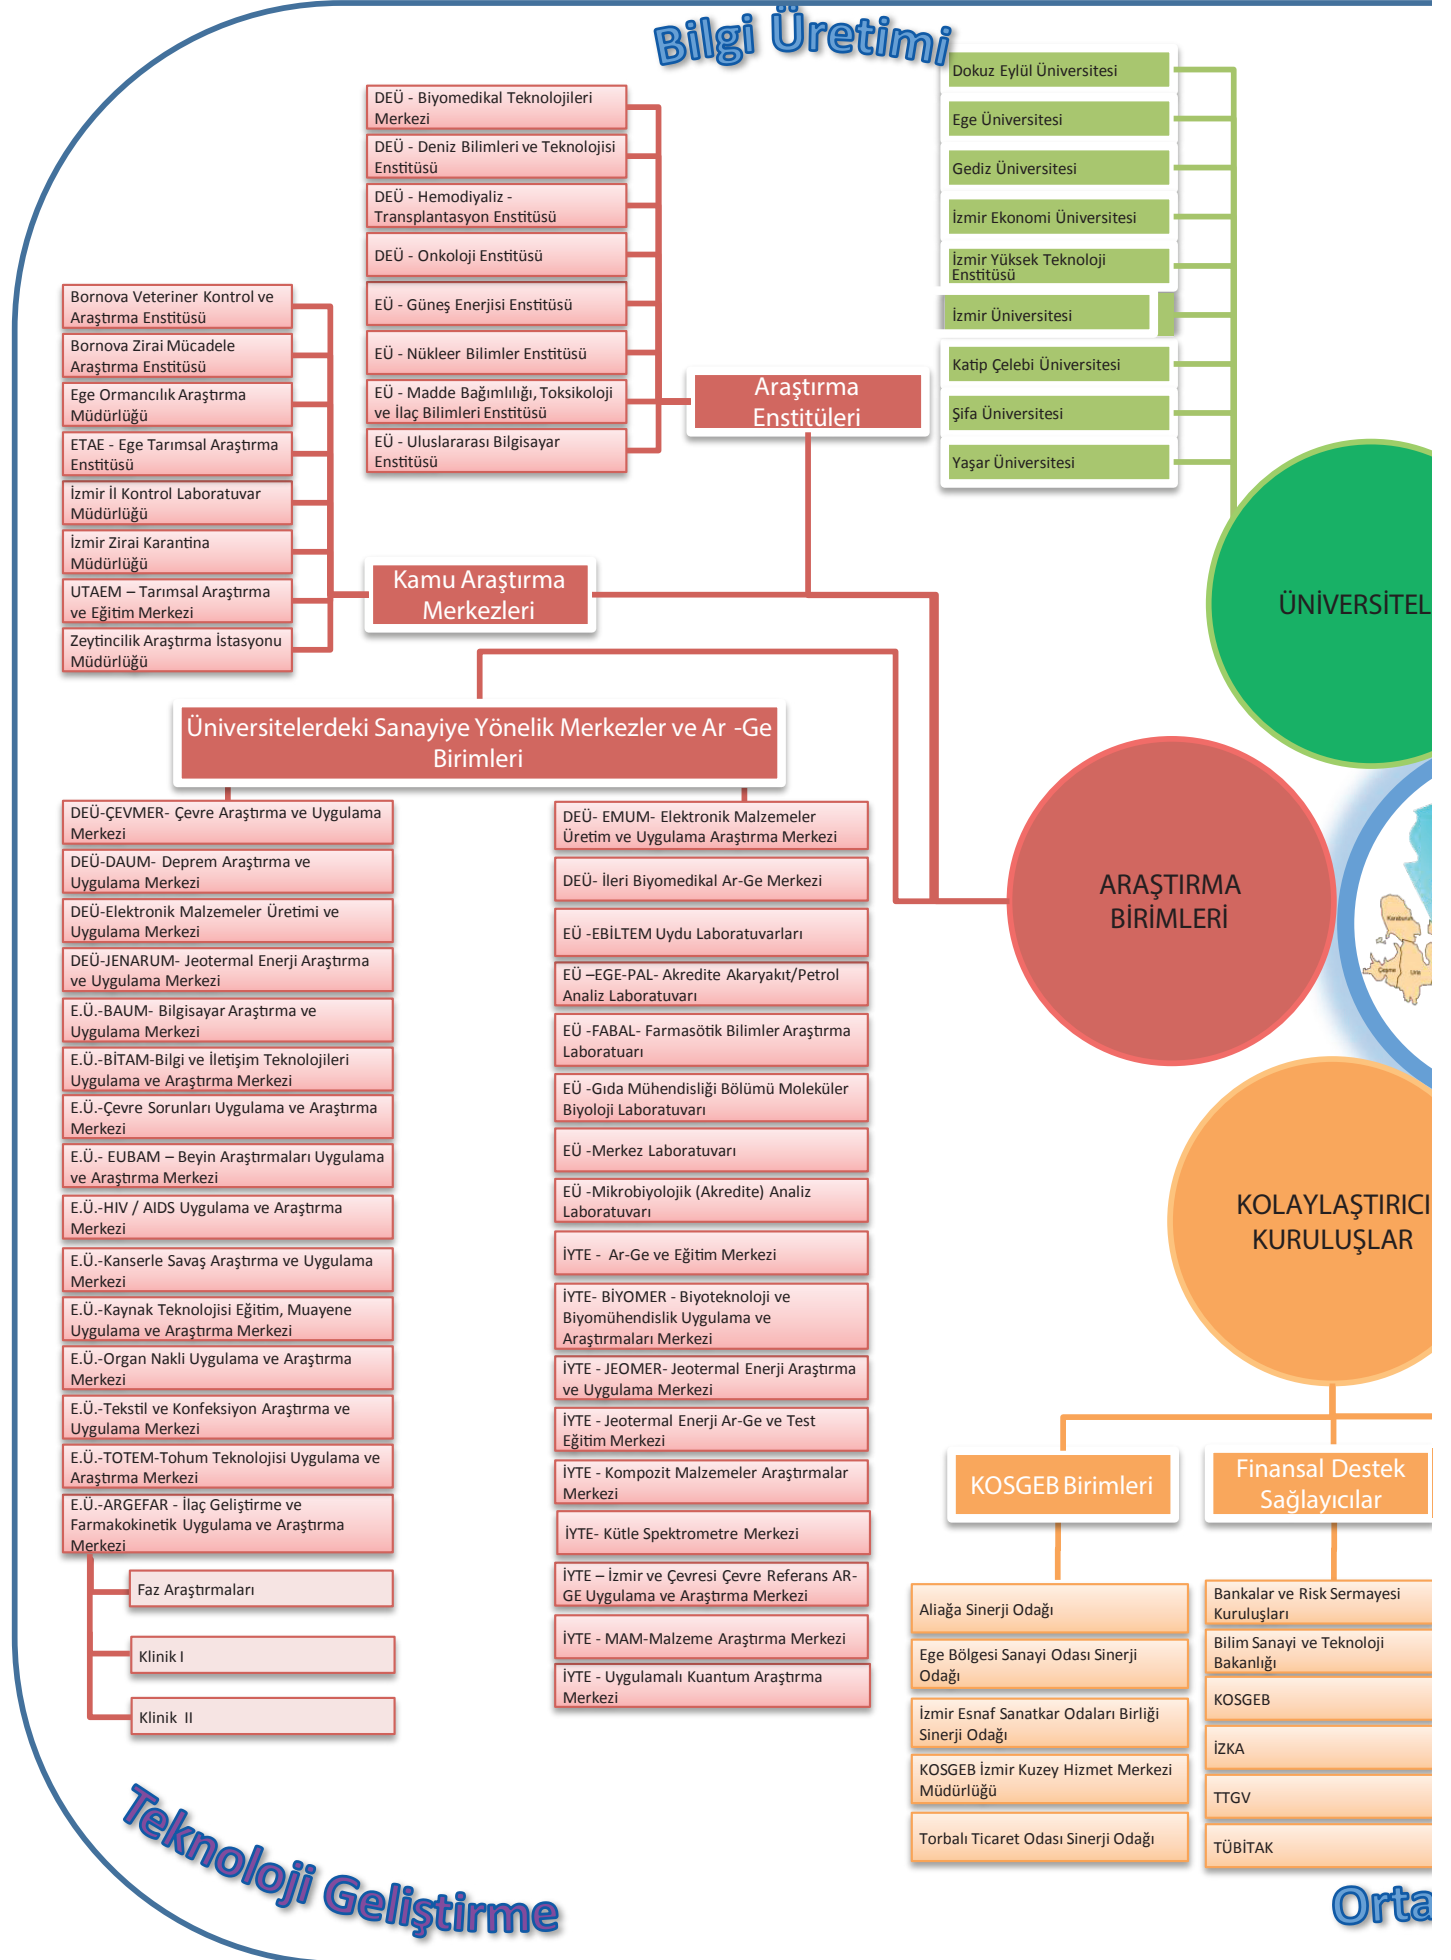 Bilgi Üretimi
Dokuz Eylül Üniversitesi
Ege Üniversitesi
Gediz Üniversitesi
İzmir Ekonomi Üniversitesi
İzmir Yüksek Teknoloji
Enstitüsü
İzmir Üniversitesi
Katip Çelebi Üniversitesi
Şifa Üniversitesi
Yaşar Üniversitesi
DEÜ - Biyomedikal Teknolojileri
Merkezi
DEÜ - Deniz Bilimleri ve Teknolojisi
Enstitüsü
DEÜ - Hemodiyaliz -
Transplantasyon Enstitüsü
DEÜ - Onkoloji Enstitüsü
EÜ - Güneş Enerjisi Enstitüsü
EÜ - Nükleer Bilimler Enstitüsü
EÜ - Madde Bağımlılığı, Toksikoloji
ve İlaç Bilimleri Enstitüsü
EÜ - Uluslararası Bilgisayar
Enstitüsü
Araştırma
Enstitüleri
Bornova Veteriner Kontrol ve
Araştırma Enstitüsü
Bornova Zirai Mücadele
Araştırma Enstitüsü
Ege Ormancılık Araştırma
Müdürlüğü
ETAE - Ege Tarımsal Araştırma
Enstitüsü
İzmir İl Kontrol Laboratuvar
Müdürlüğü
İzmir Zirai Karantina
Müdürlüğü
UTAEM – Tarımsal Araştırma
ve Eğitim Merkezi
Zeytincilik Araştırma İstasyonu
Müdürlüğü
Kamu Araştırma
Merkezleri
ÜNİVERSİTEL
Üniversitelerdeki Sanayiye Yönelik Merkezler ve Ar -Ge
Birimleri
DEÜ-ÇEVMER- Çevre Araştırma ve Uygulama
Merkezi
DEÜ-DAUM- Deprem Araştırma ve
Uygulama Merkezi
DEÜ-Elektronik Malzemeler Üretimi ve
Uygulama Merkezi
DEÜ-JENARUM- Jeotermal Enerji Araştırma
ve Uygulama Merkezi
E.Ü.-BAUM- Bilgisayar Araştırma ve
Uygulama Merkezi
E.Ü.-BİTAM-Bilgi ve İletişim Teknolojileri
Uygulama ve Araştırma Merkezi
E.Ü.-Çevre Sorunları Uygulama ve Araştırma
Merkezi
E.Ü.- EUBAM – Beyin Araştırmaları Uygulama
ve Araştırma Merkezi
E.Ü.-HIV / AIDS Uygulama ve Araştırma
Merkezi
E.Ü.-Kanserle Savaş Araştırma ve Uygulama
Merkezi
E.Ü.-Kaynak Teknolojisi Eğitim, Muayene
Uygulama ve Araştırma Merkezi
E.Ü.-Organ Nakli Uygulama ve Araştırma
Merkezi
E.Ü.-Tekstil ve Konfeksiyon Araştırma ve
Uygulama Merkezi
E.Ü.-TOTEM-Tohum Teknolojisi Uygulama ve
Araştırma Merkezi
E.Ü.-ARGEFAR - İlaç Geliştirme ve
Farmakokinetik Uygulama ve Araştırma
Merkezi
Faz Araştırmaları
Klinik I
Klinik II
DEÜ- EMUM- Elektronik Malzemeler
Üretim ve Uygulama Araştırma Merkezi
DEÜ- İleri Biyomedikal Ar-Ge Merkezi
EÜ -EBİLTEM Uydu Laboratuvarları
EÜ –EGE-PAL- Akredite Akaryakıt/Petrol
Analiz Laboratuvarı
EÜ -FABAL- Farmasötik Bilimler Araştırma
Laboratuarı
EÜ -Gıda Mühendisliği Bölümü Moleküler
Biyoloji Laboratuvarı
EÜ -Merkez Laboratuvarı
EÜ -Mikrobiyolojik (Akredite) Analiz
Laboratuvarı
İYTE - Ar-Ge ve Eğitim Merkezi
İYTE- BİYOMER - Biyoteknoloji ve
Biyomühendislik Uygulama ve
Araştırmaları Merkezi
İYTE - JEOMER- Jeotermal Enerji Araştırma
ve Uygulama Merkezi
İYTE - Jeotermal Enerji Ar-Ge ve Test
Eğitim Merkezi
İYTE - Kompozit Malzemeler Araştırmalar
Merkezi
İYTE- Kütle Spektrometre Merkezi
İYTE – İzmir ve Çevresi Çevre Referans AR-
GE Uygulama ve Araştırma Merkezi
İYTE - MAM-Malzeme Araştırma Merkezi
İYTE - Uygulamalı Kuantum Araştırma
Merkezi
ARAŞTIRMA
BİRİMLERİ
Karaburun
Çeşme
Urla
KOLAYLAŞTIRICI
KURULUŞLAR
KOSGEB Birimleri
Aliağa Sinerji Odağı
Ege Bölgesi Sanayi Odası Sinerji
Odağı
İzmir Esnaf Sanatkar Odaları Birliği
Sinerji Odağı
KOSGEB İzmir Kuzey Hizmet Merkezi
Müdürlüğü
Torbalı Ticaret Odası Sinerji Odağı
Finansal Destek
Sağlayıcılar
Bankalar ve Risk Sermayesi
Kuruluşları
Bilim Sanayi ve Teknoloji
Bakanlığı
KOSGEB
İZKA
TTGV
TÜBİTAK
Teknoloji Geliştirme
Orta